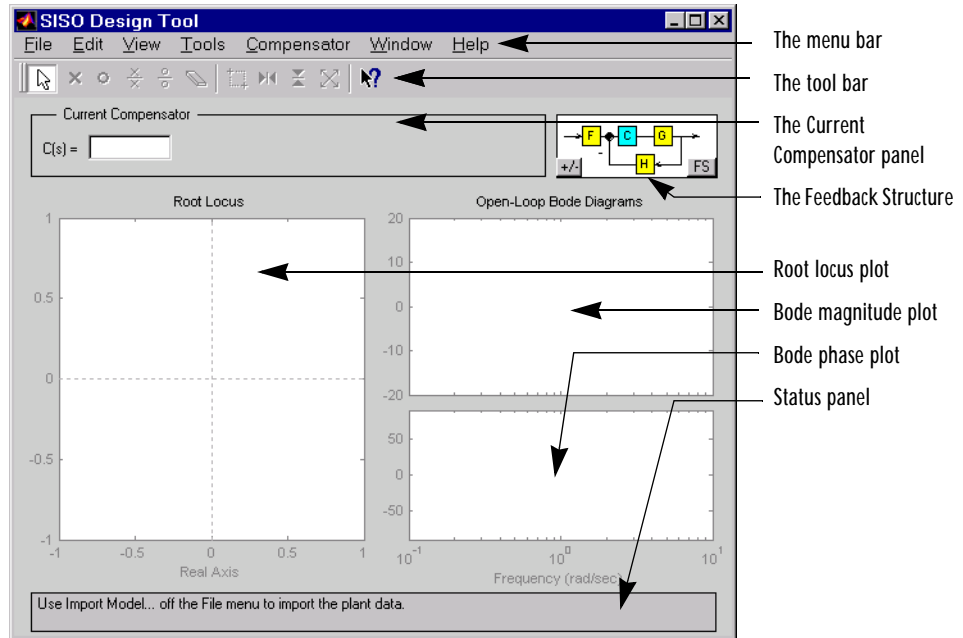 SISO Design Tool
File Edit View Tools Compensator Window Help
The menu bar
The tool bar
Current Compensator
C(s) =
F C G
H
+/-
FS
-
The Current
Compensator panel
The Feedback Structure
Root Locus
1
0.5
0
-0.5
-1
-1 -0.5 0 0.5 1
Real Axis
Open-Loop Bode Diagrams
20
10
0
-10
-20
50
0
-50
10^-1 10^0 10^1
Frequency (rad/sec)
Root locus plot
Bode magnitude plot
Bode phase plot
Status panel
Use Import Model... off the File menu to import the plant data.